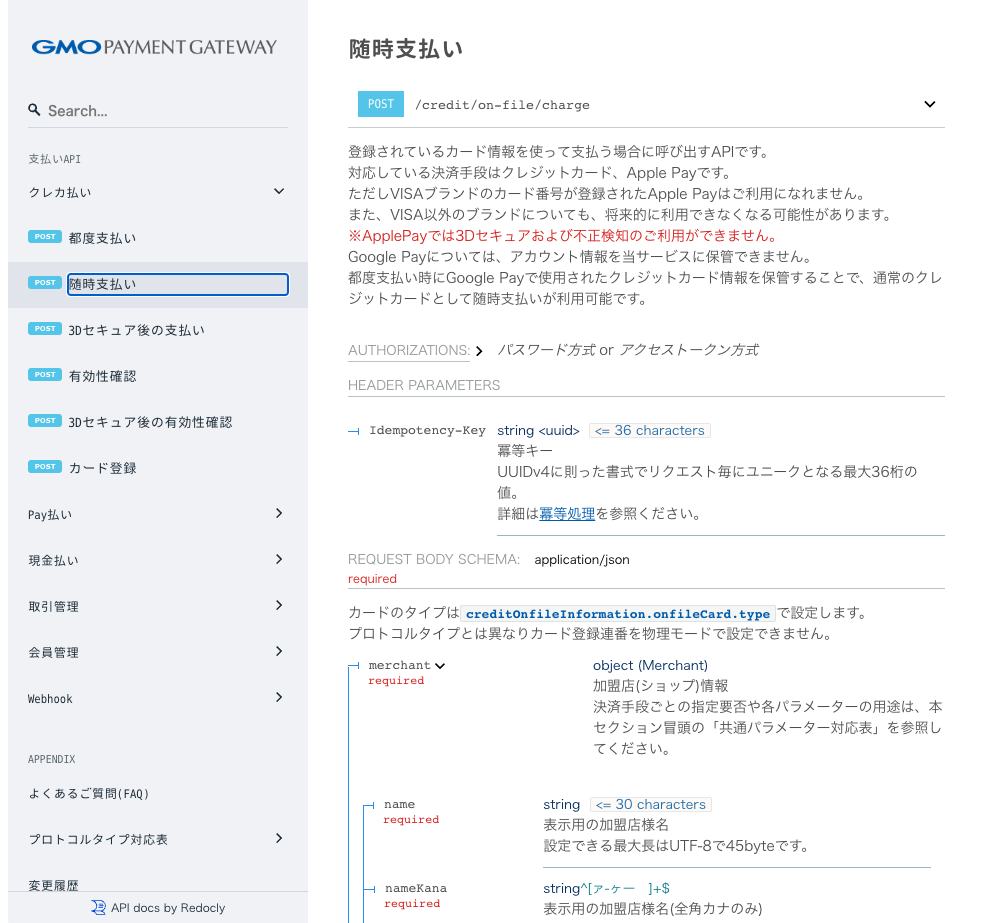 GMO PAYMENT GATEWAY
Search...
支払いAPI
クレカ払い
POST 都度支払い
POST 随時支払い
POST 3Dセキュア後の支払い
POST 有効性確認
POST 3Dセキュア後の有効性確認
POST カード登録
Pay払い
現金払い
取引管理
会員管理
Webhook
APPENDIX
よくあるご質問(FAQ)
プロトコルタイプ対応表
変更履歴
API docs by Redocly
随時支払い
POST /credit/on-file/charge
登録されているカード情報を使って支払う場合に呼び出すAPIです。
対応している決済手段はクレジットカード、Apple Payです。
ただしVISAブランドのカード番号が登録されたApple Payはご利用になれません。
また、VISA以外のブランドについても、将来的に利用できなくなる可能性があります。
※ApplePayでは3Dセキュアおよび不正検知のご利用ができません。
Google Payについては、アカウント情報を当サービスに保管できません。
都度支払い時にGoogle Payで使用されたクレジットカード情報を保管することで、通常のクレ
ジットカードとして随時支払いが利用可能です。
AUTHORIZATIONS: パスワード方式 or アクセストークン方式
HEADER PARAMETERS
Idempotency-Key string <uuid> <= 36 characters
冪等キー
UUIDv4に則った書式でリクエスト毎にユニークとなる最大36桁の
値。
詳細は冪等処理を参照ください。
REQUEST BODY SCHEMA: application/json
required
カードのタイプは creditOnfileInformation.onfileCard.type で設定します。
プロトコルタイプとは異なりカード登録連番を物理モードで設定できません。
merchant object (Merchant)
required 加盟店(ショップ)情報
決済手段ごとの指定要否や各パラメーターの用途は、本
セクション冒頭の「共通パラメーター対応表」を参照し
てください。
name string <= 30 characters
required 表示用の加盟店様名
設定できる最大長はUTF-8で45byteです。
nameKana string^[ァ-ヶー　]+$
required 表示用の加盟店様名(全角カナのみ)